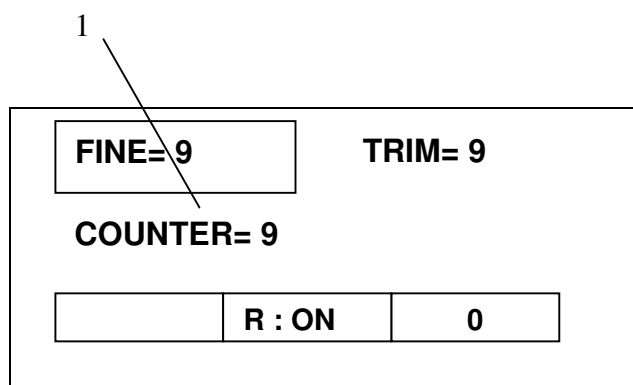 1
FINE= 9 TRIM= 9
COUNTER= 9
R : ON 0